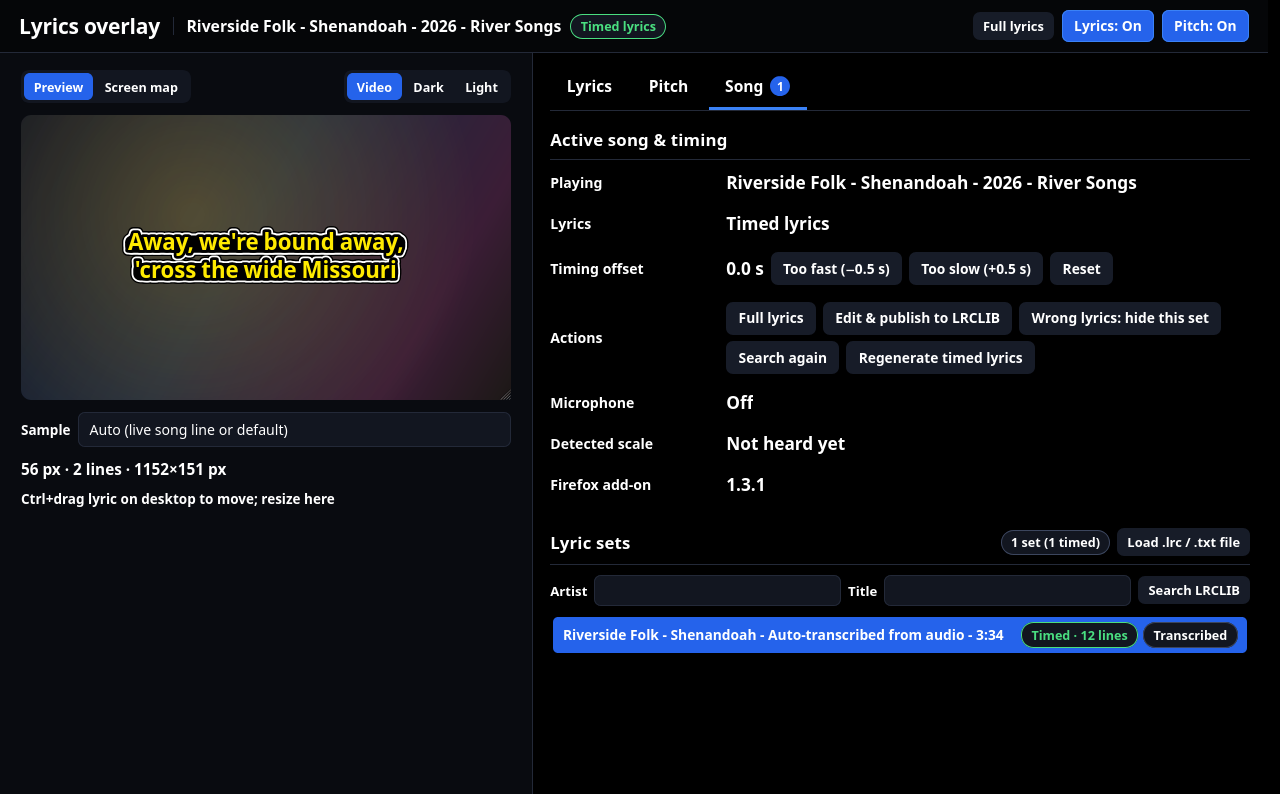 Lyrics overlay
Riverside Folk - Shenandoah - 2026 - River Songs
Timed lyrics
Full lyrics
Lyrics: On
Pitch: On
Preview
Screen map
Video
Dark
Light
Away, we're bound away,
'cross the wide Missouri
Sample
Auto (live song line or default)
56 px · 2 lines · 1152×151 px
Ctrl+drag lyric on desktop to move; resize here
Lyrics
Pitch
Song 1
Active song & timing
Playing
Riverside Folk - Shenandoah - 2026 - River Songs
Lyrics
Timed lyrics
Timing offset
0.0 s
Too fast (−0.5 s)
Too slow (+0.5 s)
Reset
Actions
Full lyrics
Edit & publish to LRCLIB
Wrong lyrics: hide this set
Search again
Regenerate timed lyrics
Microphone
Off
Detected scale
Not heard yet
Firefox add-on
1.3.1
Lyric sets
1 set (1 timed)
Load .lrc / .txt file
Artist
Title
Search LRCLIB
Riverside Folk - Shenandoah - Auto-transcribed from audio - 3:34
Timed · 12 lines
Transcribed